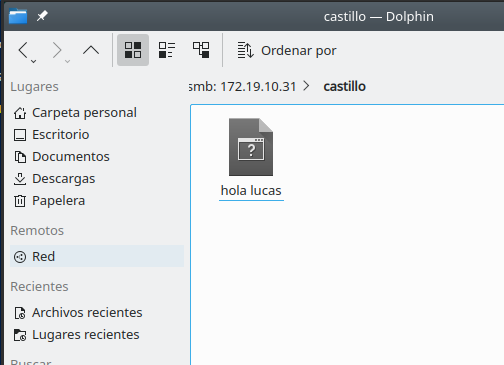 castillo — Dolphin
Ordenar por
Lugares
smb: 172.19.10.31 > castillo
Carpeta personal
Escritorio
Documentos
Descargas
Papelera
hola lucas
Remotos
Red
Recientes
Archivos recientes
Lugares recientes
Buscar